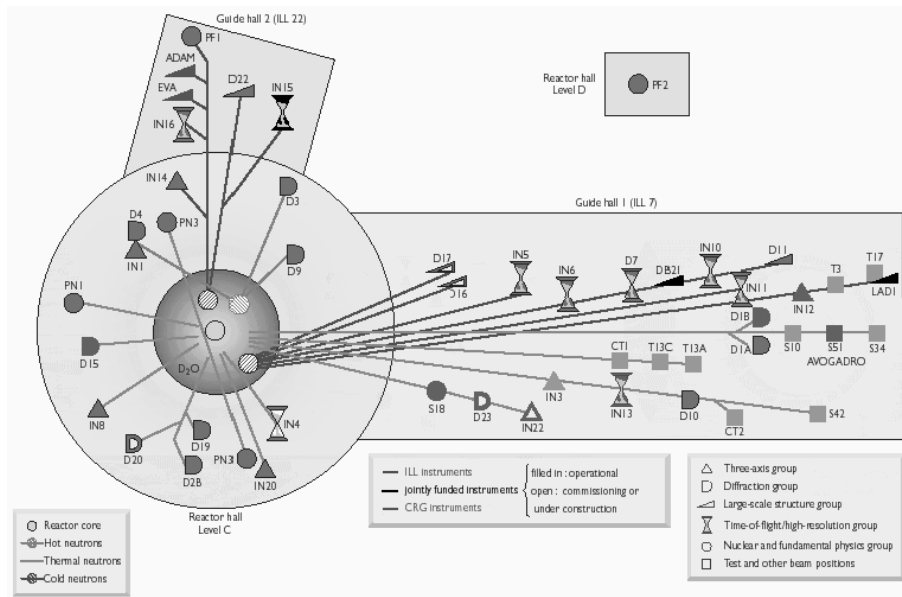 Guide hall 2 (ILL 22)
PF1
ADAM
D22
EVA
IN15
IN16
Reactor hall
Level D
PF2
IN14
D3
D4
PN3
IN1
D9
PN1
D15
D2O
IN8
IN4
D19
D20
D2B
PN3
IN20
Reactor hall
Level C
Guide hall 1 (ILL 7)
D17
IN5
IN10
D11
D16
IN6
D7
DB21
IN11
T3
T17
LADI
IN12
D1B
D1A
S10
S51
S34
AVOGADRO
CT1
T13C
T13A
IN3
IN13
S18
D23
IN22
D10
CT2
S42
ILL instruments
jointly funded instruments
CRG instruments
filled in : operational
open : commissioning or
under construction
Reactor core
Hot neutrons
Thermal neutrons
Cold neutrons
Three-axis group
Diffraction group
Large-scale structure group
Time-of-flight/high-resolution group
Nuclear and fundamental physics group
Test and other beam positions